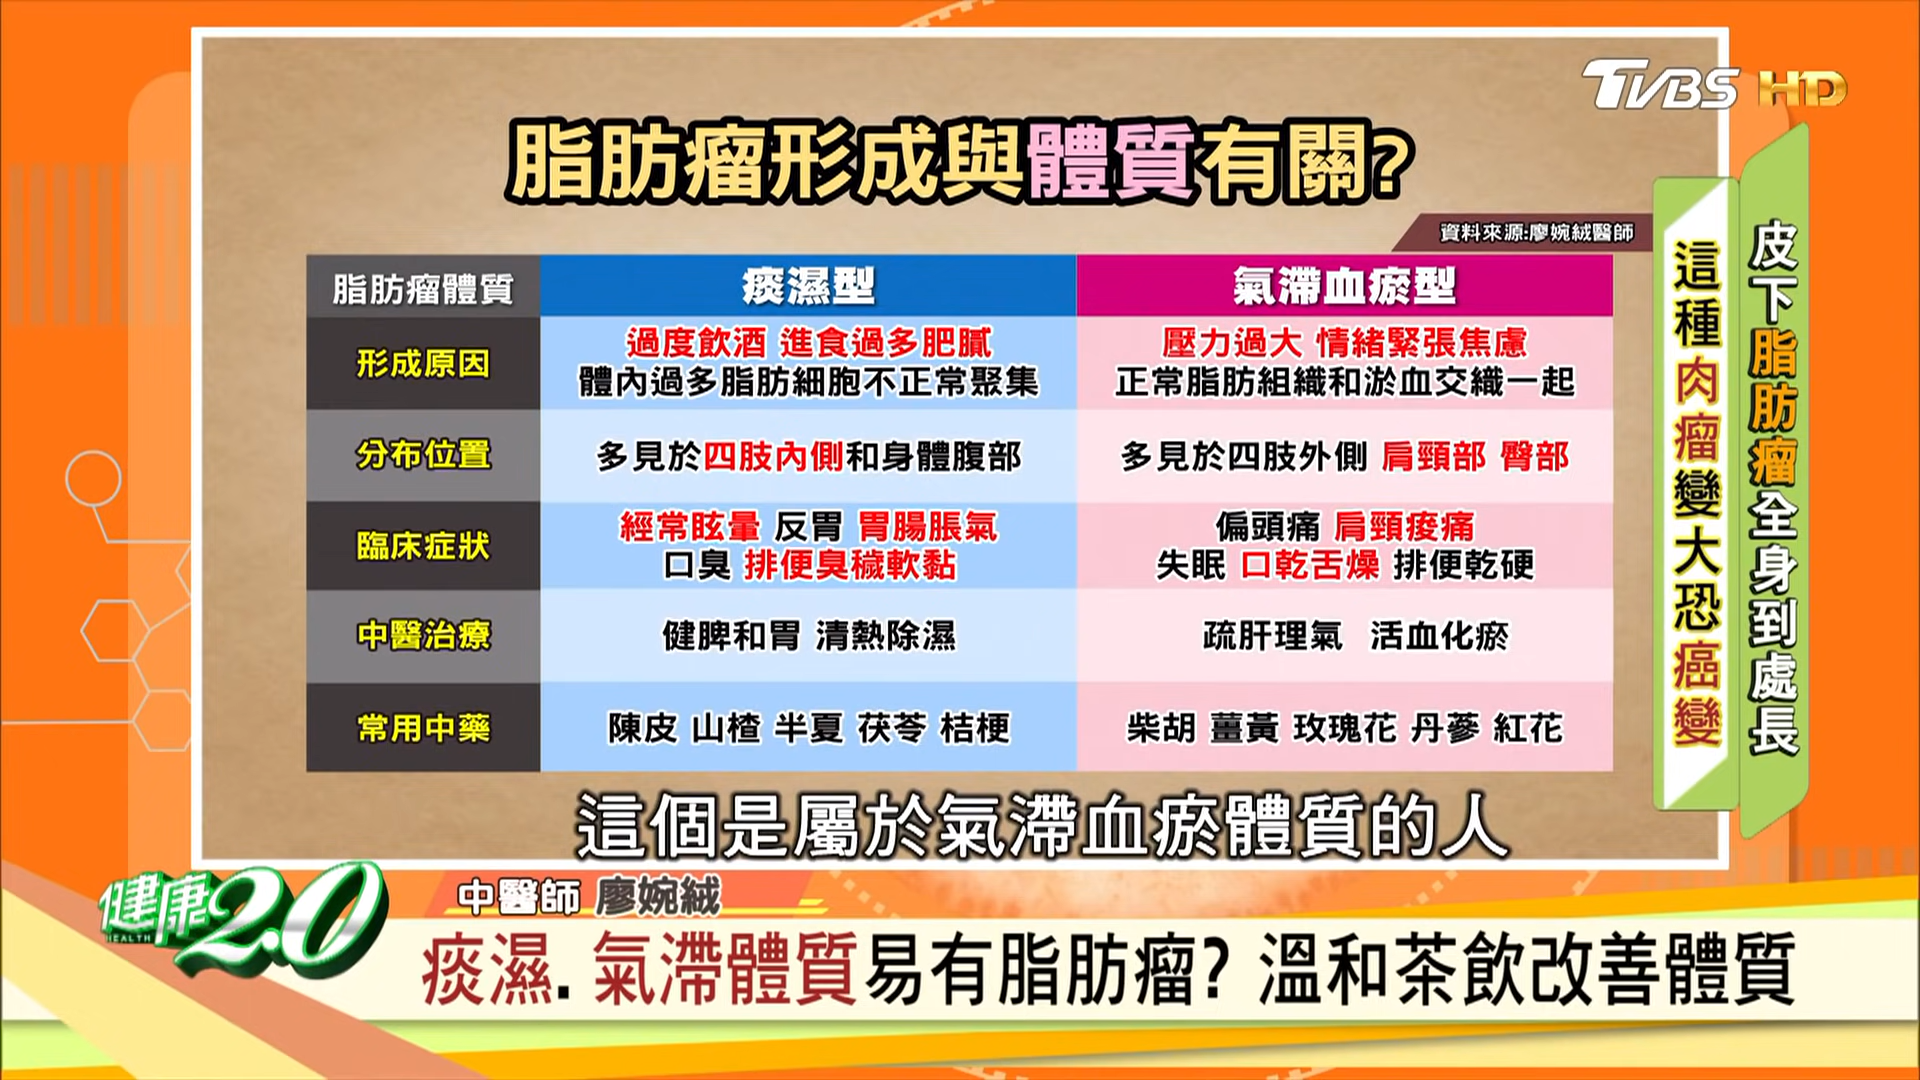 TVBS HD
脂肪瘤形成與體質有關?
資料來源:廖婉絨醫師
脂肪瘤體質 痰濕型 氣滯血瘀型
形成原因
過度飲酒 進食過多肥膩
體內過多脂肪細胞不正常聚集
壓力過大 情緒緊張焦慮
正常脂肪組織和淤血交織一起
分布位置
多見於四肢內側和身體腹部
多見於四肢外側 肩頸部 臀部
臨床症狀
經常眩暈 反胃 胃腸脹氣
口臭 排便臭穢軟黏
偏頭痛 肩頸痠痛
失眠 口乾舌燥 排便乾硬
中醫治療
健脾和胃 清熱除濕
疏肝理氣 活血化瘀
常用中藥
陳皮 山楂 半夏 茯苓 桔梗
柴胡 薑黃 玫瑰花 丹蔘 紅花
皮下脂肪瘤全身到處長
這種肉瘤變大恐癌變
這個是屬於氣滯血瘀體質的人
健康2.0
HEALTH
中醫師 廖婉絨
痰濕.氣滯體質易有脂肪瘤? 溫和茶飲改善體質